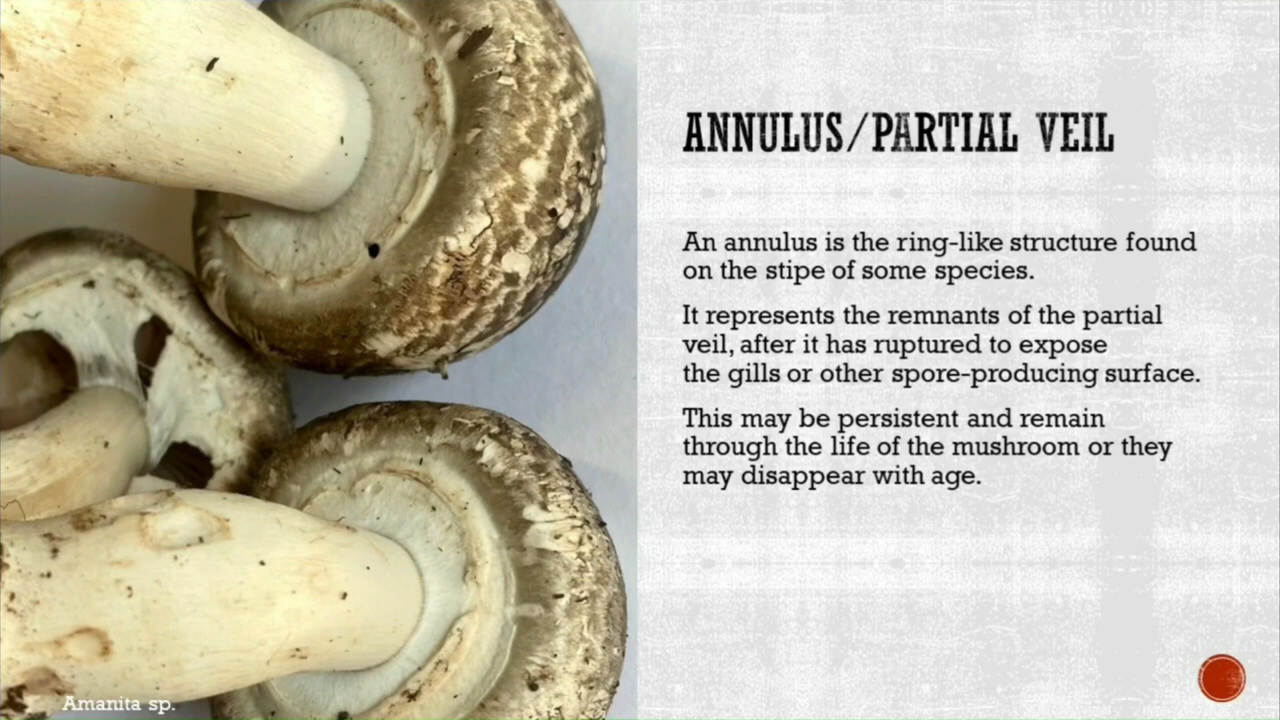 ANNULUS/PARTIAL VEIL
An annulus is the ring-like structure found
on the stipe of some species.
It represents the remnants of the partial
veil, after it has ruptured to expose
the gills or other spore-producing surface.
This may be persistent and remain
through the life of the mushroom or they
may disappear with age.
Amanita sp.